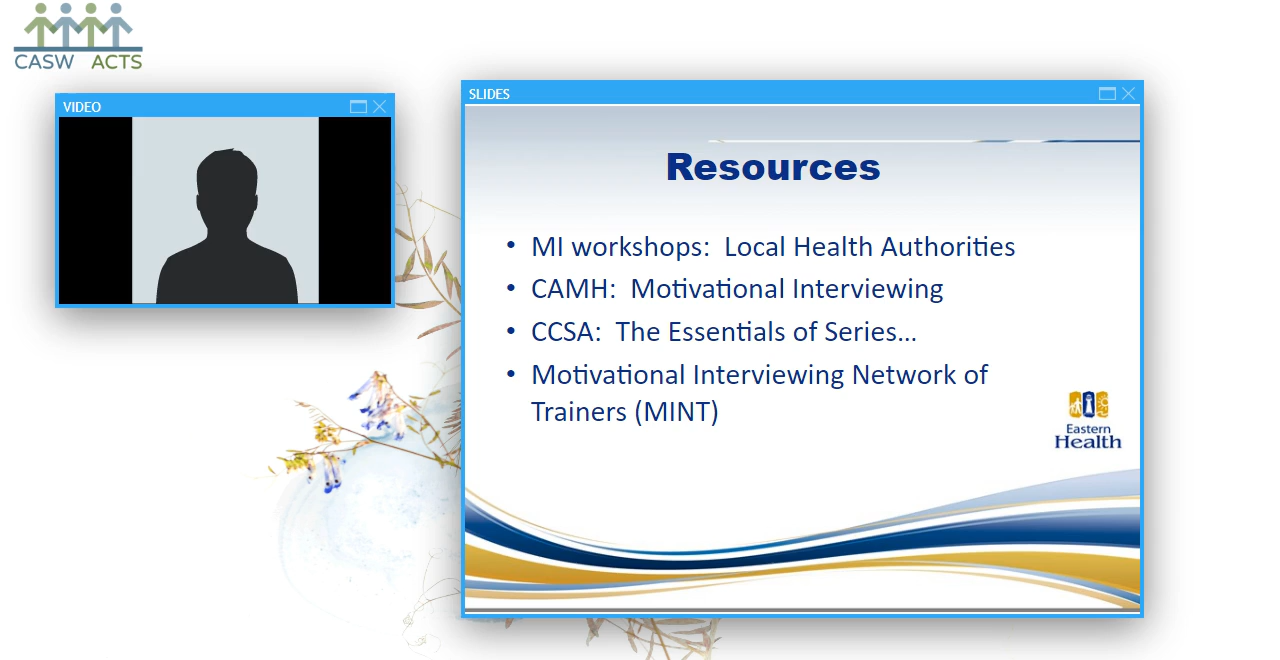 CASW ACTS
VIDEO
SLIDES
Resources
• MI workshops:  Local Health Authorities
• CAMH:  Motivational Interviewing
• CCSA:  The Essentials of Series...
• Motivational Interviewing Network of
Trainers (MINT)
Eastern
Health